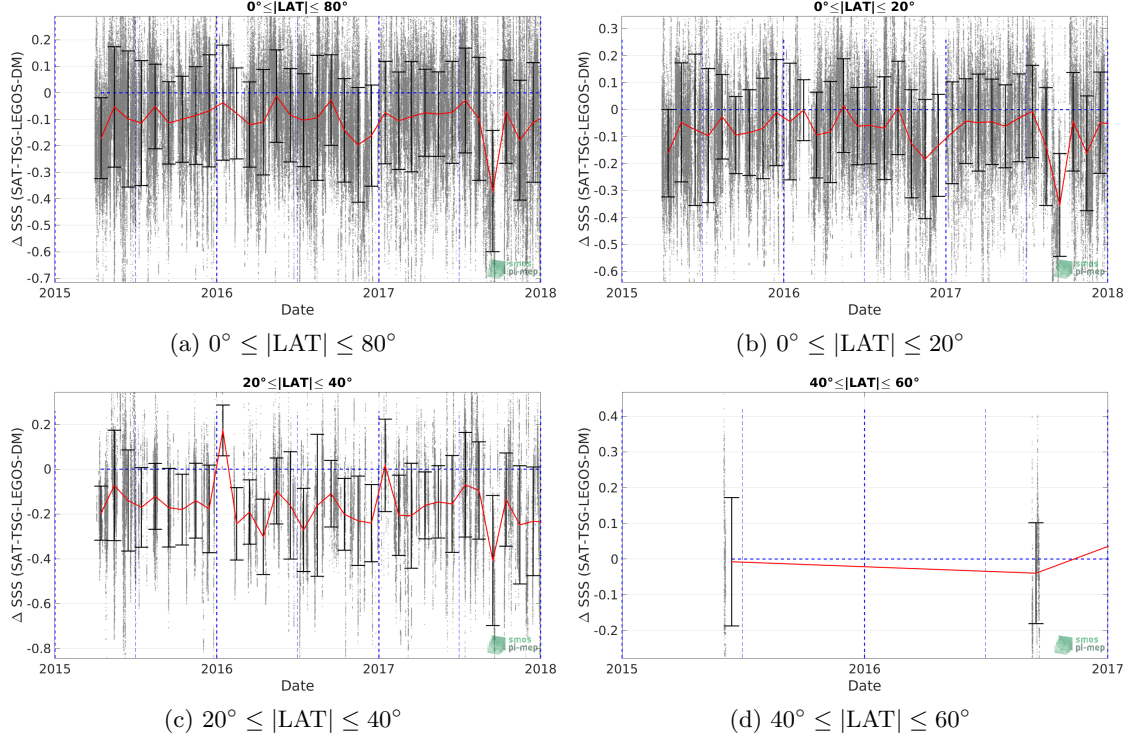 0°≤|LAT|≤ 80°
Δ SSS (SAT-TSG-LEGOS-DM)
0.2
0.1
0
-0.1
-0.2
-0.3
-0.4
-0.5
-0.6
-0.7
2015
2016
2017
2018
Date
smos
pi-mep
(a) 0° ≤ |LAT| ≤ 80°
0°≤|LAT|≤ 20°
Δ SSS (SAT-TSG-LEGOS-DM)
0.3
0.2
0.1
0
-0.1
-0.2
-0.3
-0.4
-0.5
-0.6
2015
2016
2017
2018
Date
smos
pi-mep
(b) 0° ≤ |LAT| ≤ 20°
20°≤|LAT|≤ 40°
Δ SSS (SAT-TSG-LEGOS-DM)
0.2
0
-0.2
-0.4
-0.6
-0.8
2015
2016
2017
2018
Date
smos
pi-mep
(c) 20° ≤ |LAT| ≤ 40°
40°≤|LAT|≤ 60°
Δ SSS (SAT-TSG-LEGOS-DM)
0.4
0.3
0.2
0.1
0
-0.1
-0.2
2015
2016
2017
Date
smos
pi-mep
(d) 40° ≤ |LAT| ≤ 60°